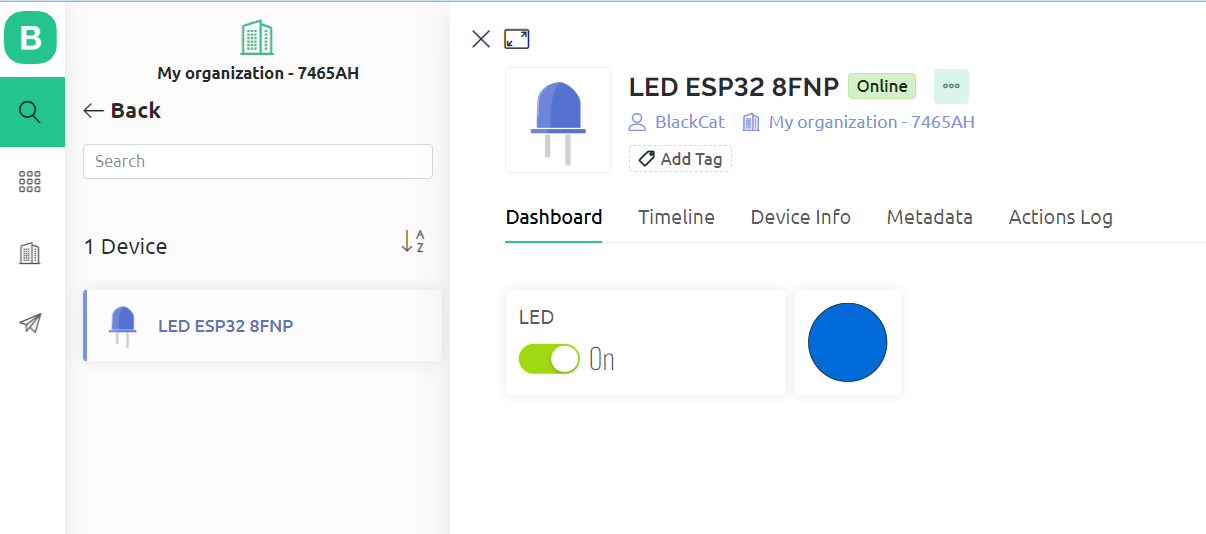 B
My organization - 7465AH
Back
Search
1 Device
A
Z
LED ESP32 8FNP
LED ESP32 8FNP
Online
BlackCat
My organization - 7465AH
Add Tag
Dashboard
Timeline
Device Info
Metadata
Actions Log
LED
On